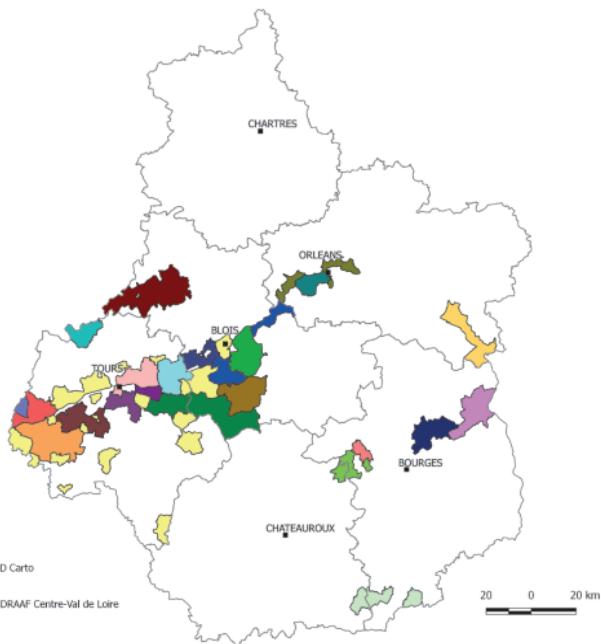 CHARTRES
ORLEANS
BLOIS
TOURS
BOURGES
CHATEAUROUX
D Carto
DRAAF Centre-Val de Loire
20 0 20 km